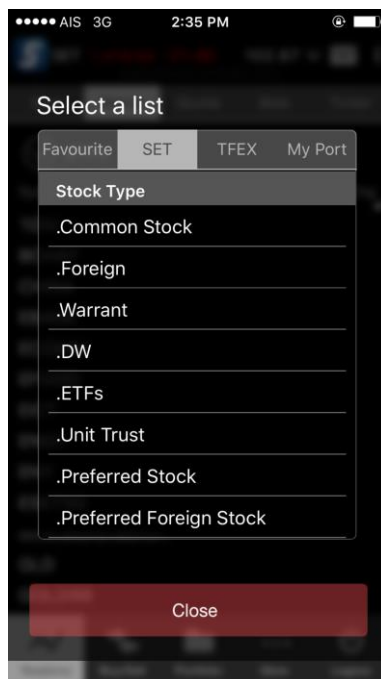 AIS 3G 2:35 PM
Select a list
Favourite SET TFEX My Port
Stock Type
.Common Stock
.Foreign
.Warrant
.DW
.ETFs
.Unit Trust
.Preferred Stock
.Preferred Foreign Stock
Close